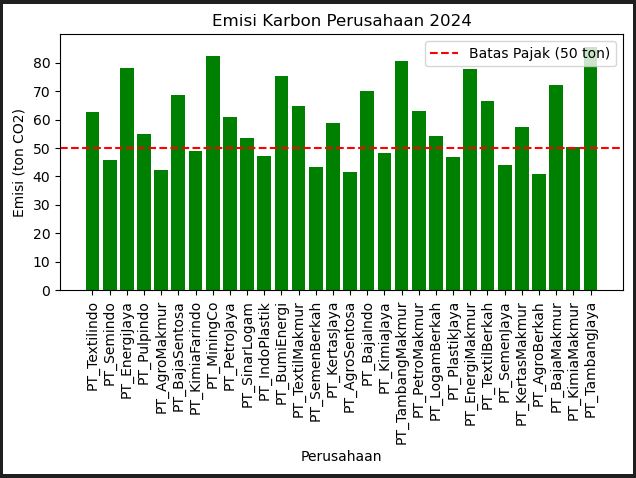 Emisi Karbon Perusahaan 2024
Batas Pajak (50 ton)
Emisi (ton CO2)
80
70
60
50
40
30
20
10
0
PT_Textilindo
PT_Semindo
PT_EnergiJaya
PT_Pulpindo
PT_AgroMakmur
PT_BajaSentosa
PT_KimiaFarindo
PT_MiningCo
PT_PetroJaya
PT_SinarLogam
PT_IndoPlastik
PT_BumiEnergi
PT_TextilMakmur
PT_SemenBerkah
PT_KertasJaya
PT_AgroSentosa
PT_BajaIndo
PT_KimiaJaya
PT_TambangMakmur
PT_PetroMakmur
PT_LogamBerkah
PT_PlastikJaya
PT_EnergiMakmur
PT_TextilBerkah
PT_SemenJaya
PT_KertasMakmur
PT_AgroBerkah
PT_BajaMakmur
PT_KimiaMakmur
PT_TambangJaya
Perusahaan